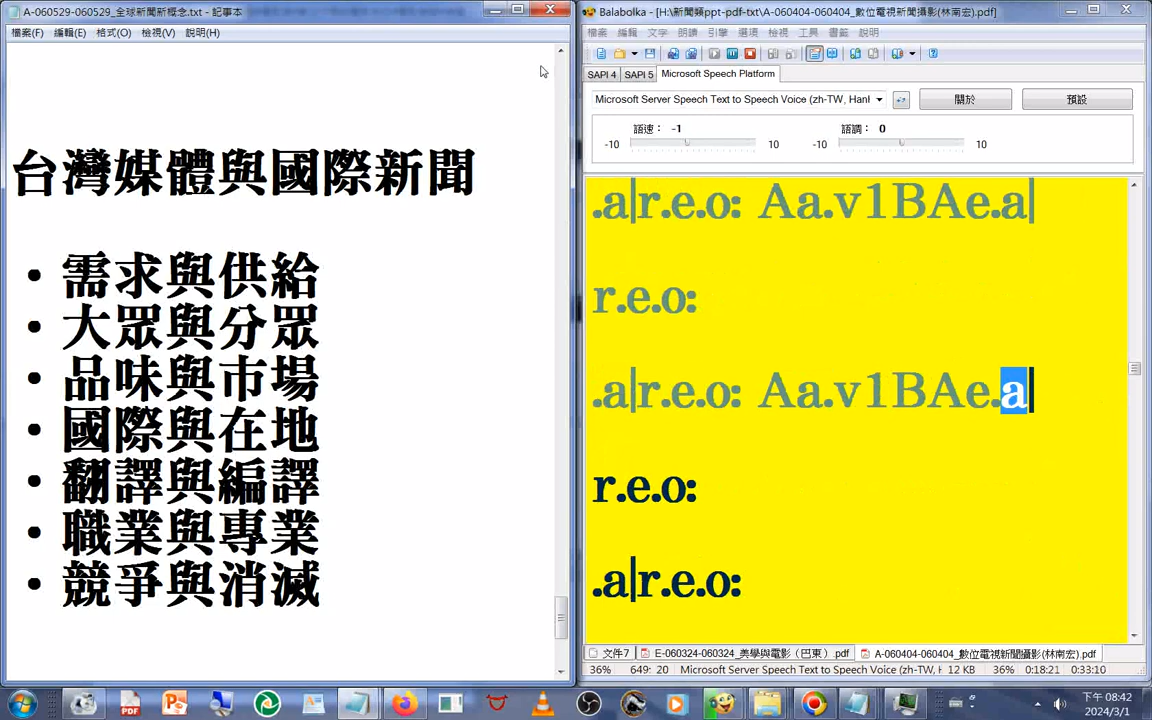 A-060529-060529_全球新聞新概念.txt - 記事本
檔案(F) 編輯(E) 格式(O) 檢視(V) 說明(H)
台灣媒體與國際新聞
• 需求與供給
• 大眾與分眾
• 品味與市場
• 國際與在地
• 翻譯與編譯
• 職業與專業
• 競爭與消滅
Balabolka - [H:\新聞類ppt-pdf-txt\A-060404-060404_數位電視新聞攝影(林南宏).pdf]
檔案 編輯 文字 朗讀 引擎 選項 檢視 工具 書籤 說明
SAPI 4 SAPI 5 Microsoft Speech Platform
Microsoft Server Speech Text to Speech Voice (zh-TW, Hanl
關於 預設
語速： -1 語調： 0
-10 10 -10 10
.a|r.e.o: Aa.v1BAe.a|
r.e.o:
.a|r.e.o: Aa.v1BAe.a|
r.e.o:
.a|r.e.o:
文件7 E-060324-060324_美學與電影（巴東）.pdf A-060404-060404_數位電視新聞攝影(林南宏).pdf
36% 649: 20 Microsoft Server Speech Text to Speech Voice (zh-TW, H 12 KB 36% 0:18:21 0:33:10
下午 08:42
2024/3/1